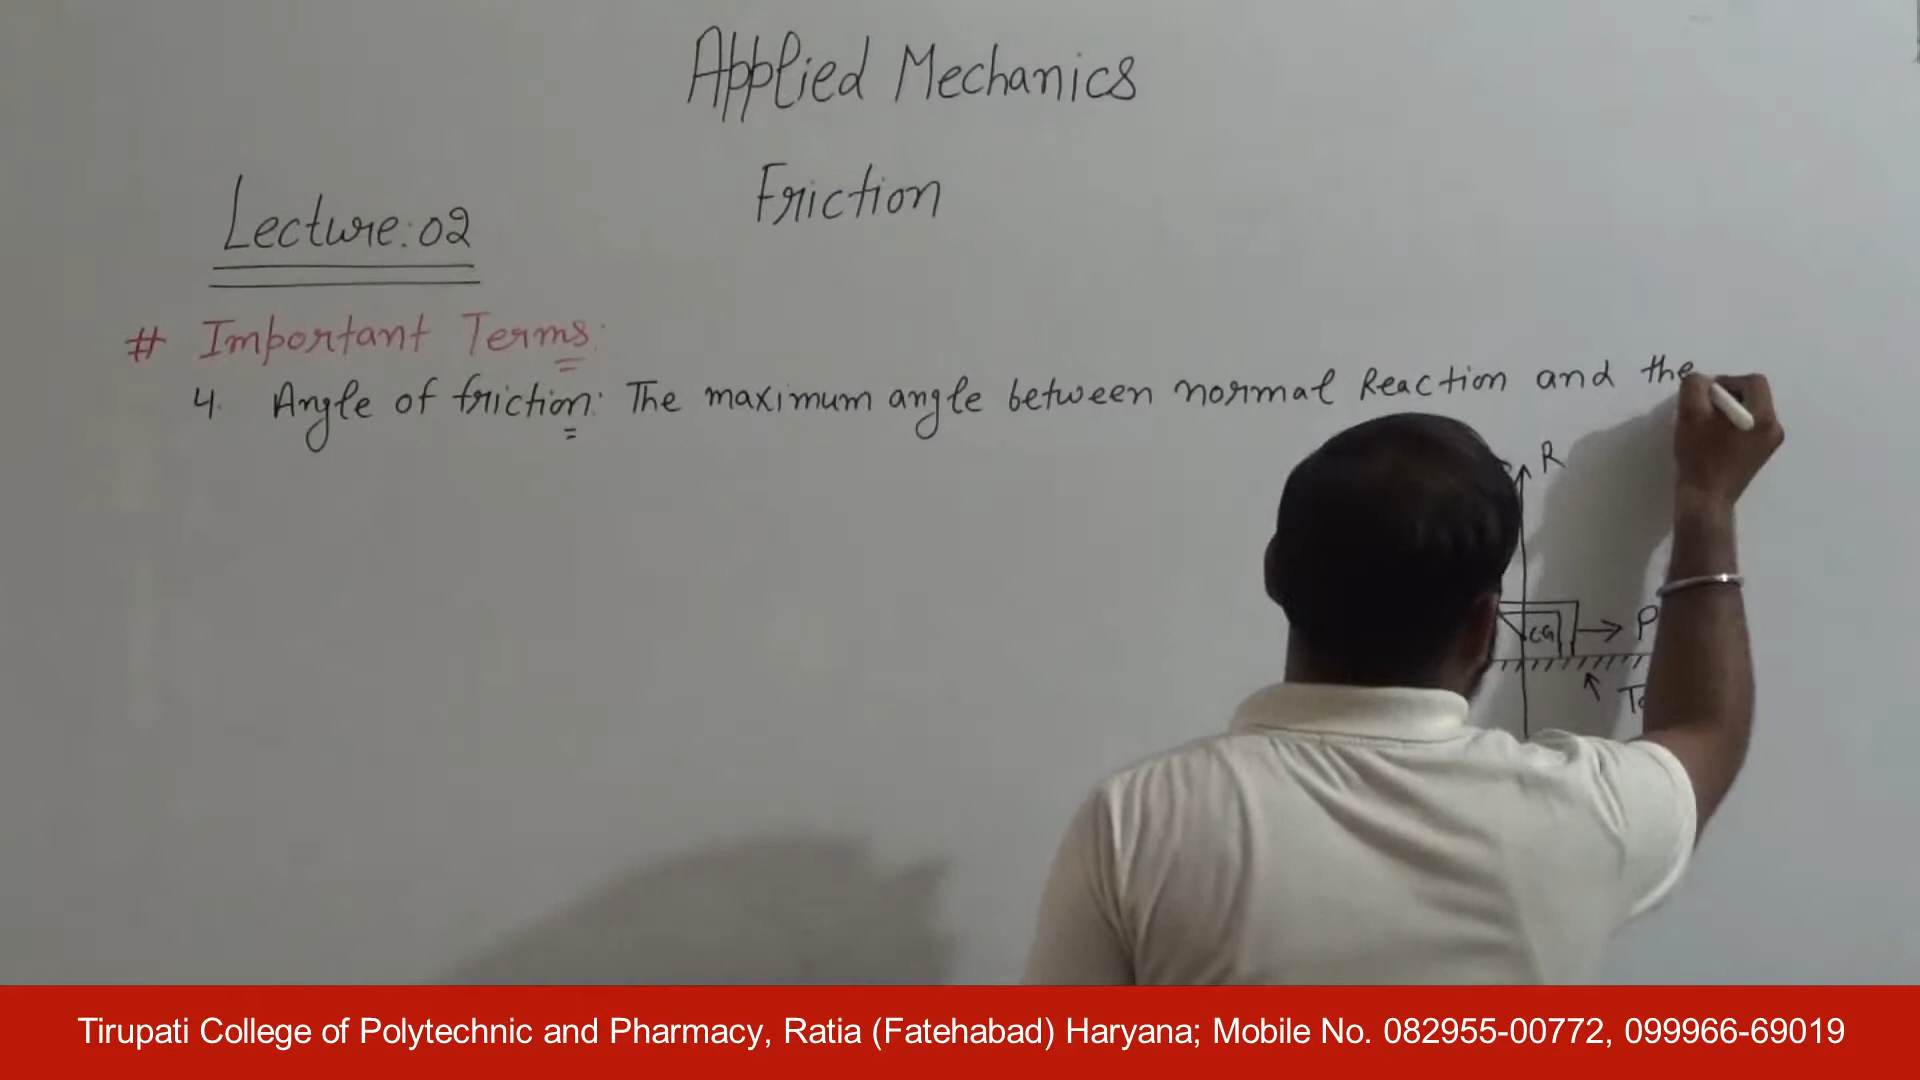 Applied Mechanics
Friction
Lecture: 02
# Important Terms:
4. Angle of friction: The maximum angle between normal Reaction and the
R
CG
P
Tirupati College of Polytechnic and Pharmacy, Ratia (Fatehabad) Haryana; Mobile No. 082955-00772, 099966-69019